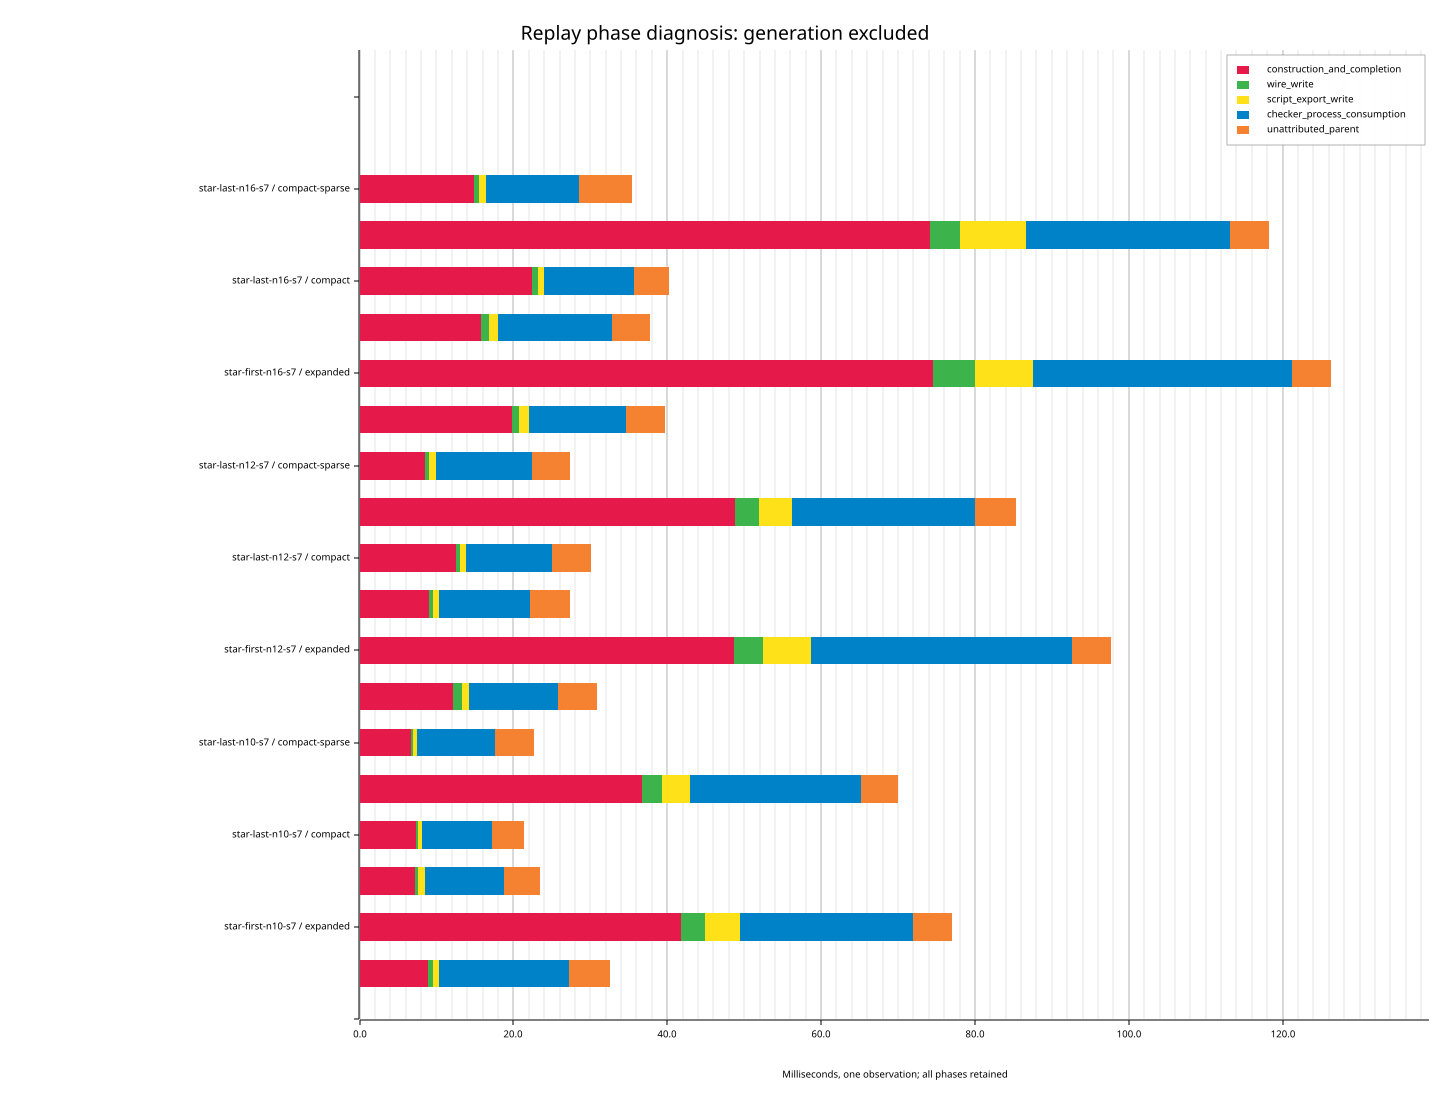 Replay phase diagnosis: generation excluded
construction_and_completion
wire_write
script_export_write
checker_process_consumption
unattributed_parent
star-last-n16-s7 / compact-sparse
star-last-n16-s7 / compact
star-first-n16-s7 / expanded
star-last-n12-s7 / compact-sparse
star-last-n12-s7 / compact
star-first-n12-s7 / expanded
star-last-n10-s7 / compact-sparse
star-last-n10-s7 / compact
star-first-n10-s7 / expanded
0.0 20.0 40.0 60.0 80.0 100.0 120.0
Milliseconds, one observation; all phases retained